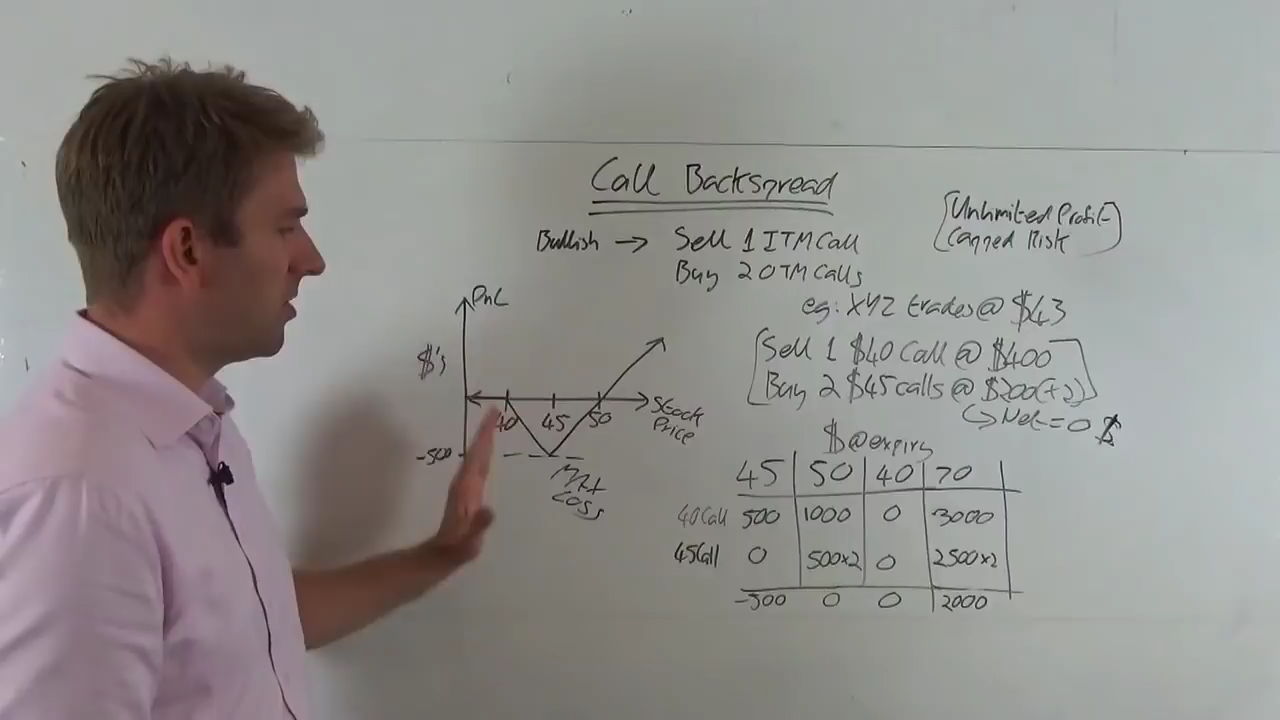 Call Backspread
Bullish → Sell 1 ITM Call
Buy 2 OTM Calls
[Unlimited Profit
Capped Risk]
eg: XYZ trades @ $43
[Sell 1 $40 Call @ $400
Buy 2 $45 calls @ $200 (x2)]
↳ Net = 0 $
PnL
$'s
40 45 50
Stock
Price
-500
Max
Loss
$ @ expiry
45 50 40 70
40 Call 500 1000 0 3000
45 Call 0 500x2 0 2500x2
-500 0 0 2000